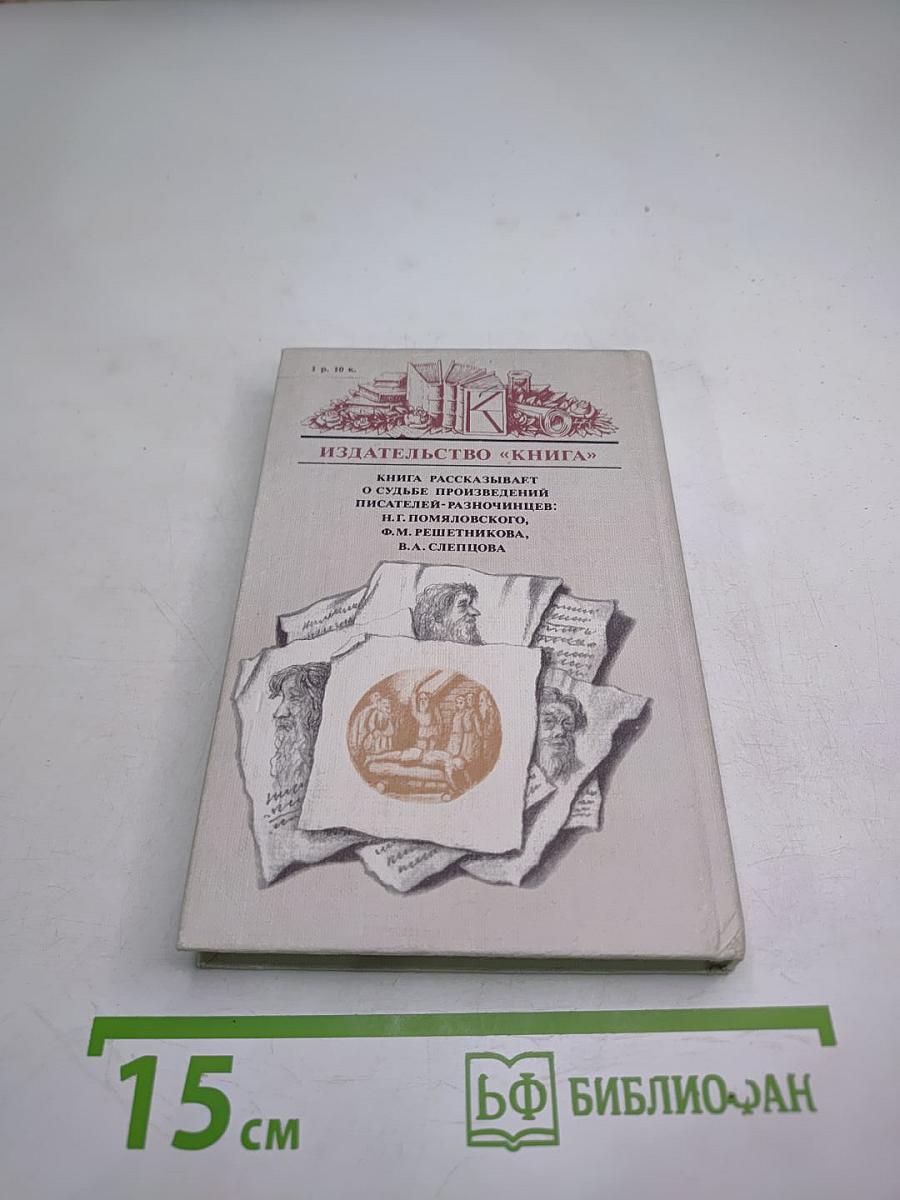 1 р. 10 к.
К
ИЗДАТЕЛЬСТВО «КНИГА»
КНИГА РАССКАЗЫВАЕТ
О СУДЬБЕ ПРОИЗВЕДЕНИЙ
ПИСАТЕЛЕЙ-РАЗНОЧИНЦЕВ:
Н.Г. ПОМЯЛОВСКОГО,
Ф.М. РЕШЕТНИКОВА,
В.А. СЛЕПЦОВА
15 см
БФ БИБЛИОФАН